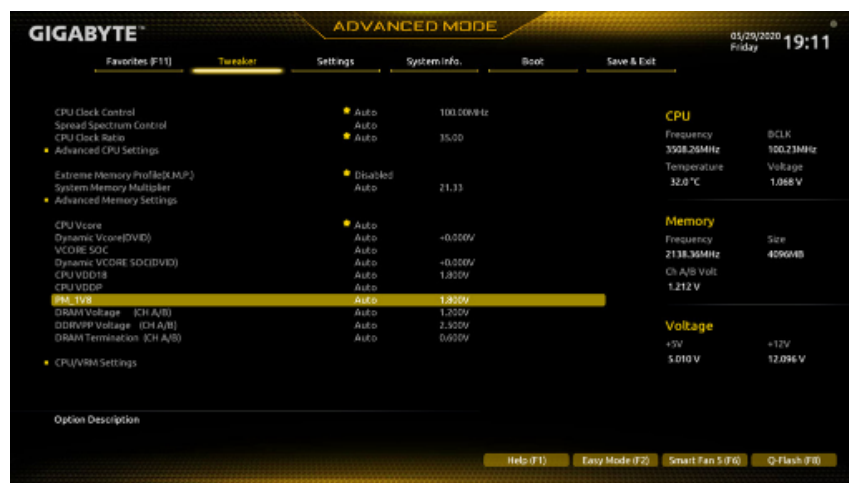 GIGABYTE™
ADVANCED MODE
05/29/2020
Friday
19:11
Favorites (F11) Tweaker Settings System Info. Boot Save & Exit
CPU Clock Control Auto 100.00MHz
Spread Spectrum Control Auto
CPU Clock Ratio Auto 35.00
Advanced CPU Settings
Extreme Memory Profile(X.M.P.) Disabled
System Memory Multiplier Auto 21.33
Advanced Memory Settings
CPU Vcore Auto
Dynamic Vcore(DVID) Auto +0.000V
VCORE SOC Auto
Dynamic VCORE SOC(DVID) Auto +0.000V
CPU VDD18 Auto 1.800V
CPU VDDP Auto
PM_1V8 Auto 1.800V
DRAM Voltage (CH A/B) Auto 1.200V
DDRVPP Voltage (CH A/B) Auto 2.500V
DRAM Termination (CH A/B) Auto 0.600V
CPU/VRM Settings
CPU
Frequency BCLK
3508.26MHz 100.23MHz
Temperature Voltage
32.0 °C 1.068 V
Memory
Frequency Size
2138.36MHz 4096MB
Ch A/B Volt
1.212 V
Voltage
+5V +12V
5.010 V 12.096 V
Option Description
Help (F1) Easy Mode (F2) Smart Fan 5 (F6) Q-Flash (F8)